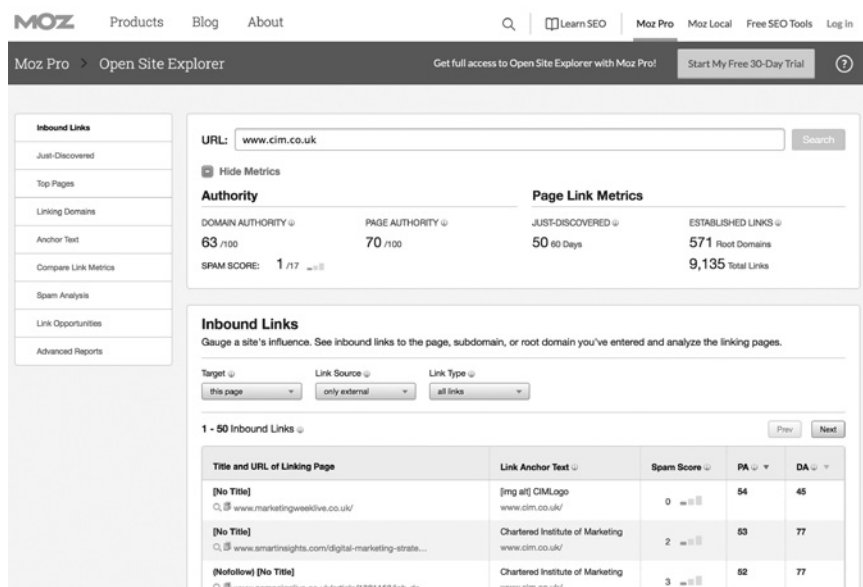 MOZ Products Blog About Learn SEO Moz Pro Moz Local Free SEO Tools Log in
Moz Pro > Open Site Explorer Get full access to Open Site Explorer with Moz Pro! Start My Free 30-Day Trial ?
Inbound Links
Just-Discovered
Top Pages
Linking Domains
Anchor Text
Compare Link Metrics
Spam Analysis
Link Opportunities
Advanced Reports
URL: www.cim.co.uk Search
Hide Metrics
Authority Page Link Metrics
DOMAIN AUTHORITY PAGE AUTHORITY JUST-DISCOVERED ESTABLISHED LINKS
63 /100 70 /100 50 60 Days 571 Root Domains
SPAM SCORE: 1 /17 9,135 Total Links
Inbound Links
Gauge a site's influence. See inbound links to the page, subdomain, or root domain you've entered and analyze the linking pages.
Target Link Source Link Type
this page only external all links
1 - 50 Inbound Links Prev Next
Title and URL of Linking Page Link Anchor Text Spam Score PA DA
[No Title] [img alt] CIMLogo 0 54 45
www.marketingweeklive.co.uk/ www.cim.co.uk/
[No Title] Chartered Institute of Marketing 2 53 77
www.smartinsights.com/digital-marketing-strate... www.cim.co.uk/
(Nofollow) [No Title] Chartered Institute of Marketing 3 52 77